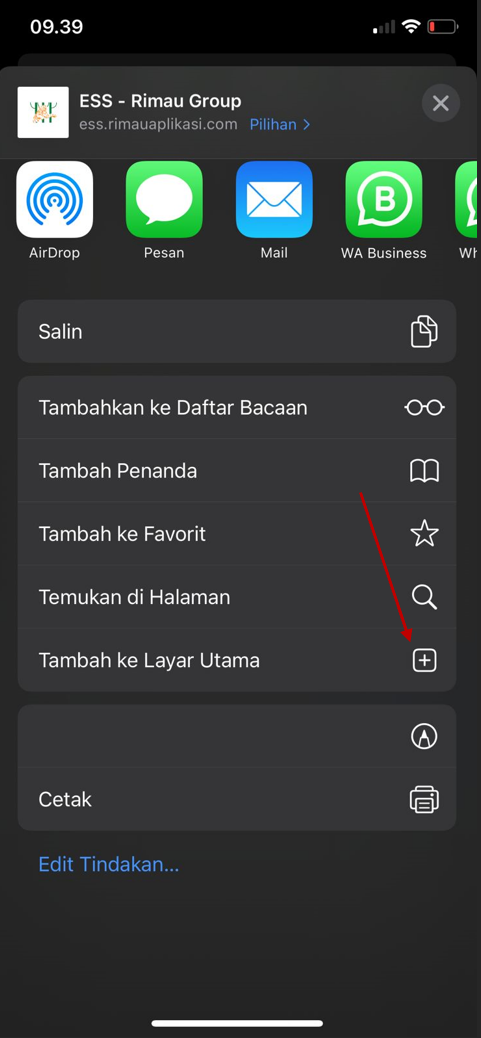 09.39
ESS - Rimau Group
ess.rimauaplikasi.com Pilihan >
AirDrop
Pesan
Mail
WA Business
Wh
Salin
Tambahkan ke Daftar Bacaan
Tambah Penanda
Tambah ke Favorit
Temukan di Halaman
Tambah ke Layar Utama
Cetak
Edit Tindakan...